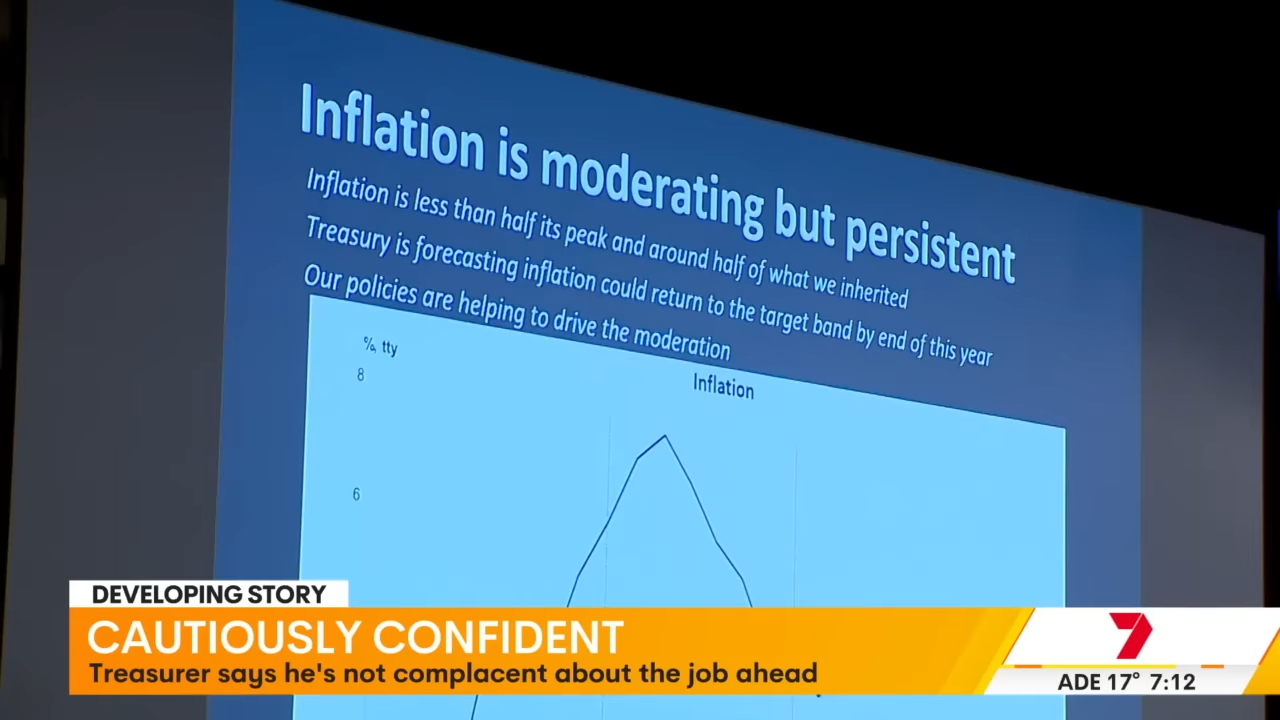 Inflation is moderating but persistent
Inflation is less than half its peak and around half of what we inherited
Treasury is forecasting inflation could return to the target band by end of this year
Our policies are helping to drive the moderation
%, tty
Inflation
8
6
DEVELOPING STORY
CAUTIOUSLY CONFIDENT
Treasurer says he's not complacent about the job ahead
7
ADE 17° 7:12